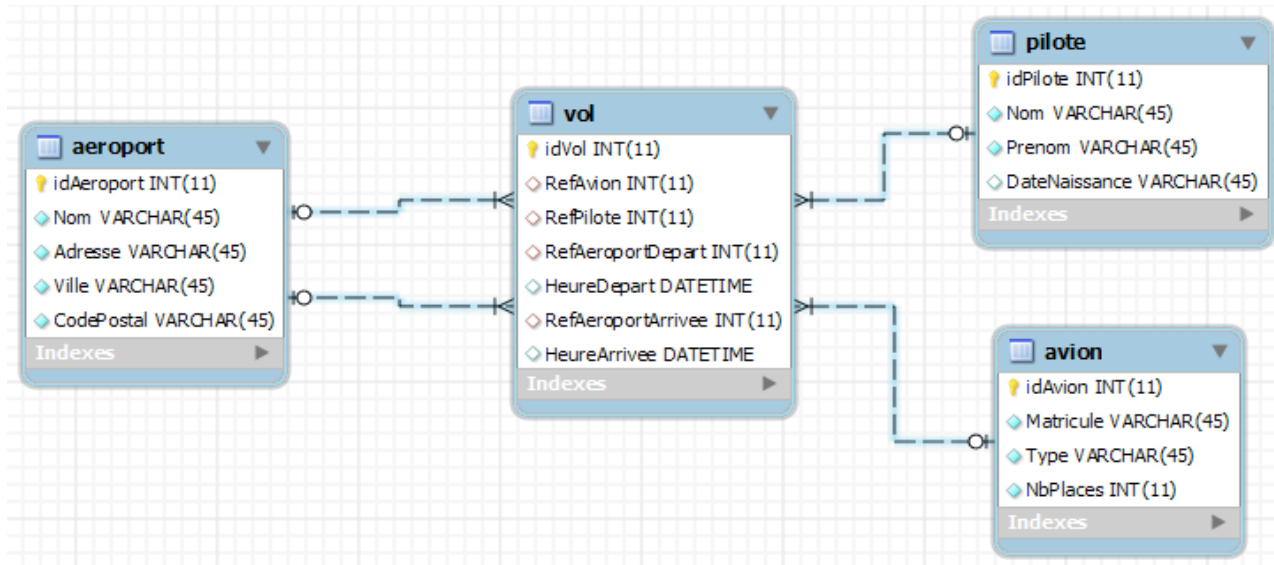 aeroport
idAeroport INT(11)
Nom VARCHAR(45)
Adresse VARCHAR(45)
Ville VARCHAR(45)
CodePostal VARCHAR(45)
Indexes
vol
idVol INT(11)
RefAvion INT(11)
RefPilote INT(11)
RefAeroportDepart INT(11)
HeureDepart DATETIME
RefAeroportArrivee INT(11)
HeureArrivee DATETIME
Indexes
pilote
idPilote INT(11)
Nom VARCHAR(45)
Prenom VARCHAR(45)
DateNaissance VARCHAR(45)
Indexes
avion
idAvion INT(11)
Matricule VARCHAR(45)
Type VARCHAR(45)
NbPlaces INT(11)
Indexes